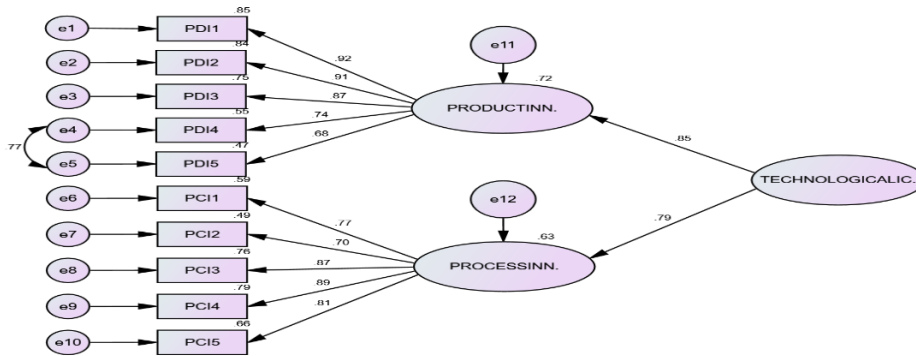 .85
e1
PDI1
.84
e2
PDI2
.75
e3
PDI3
.55
e4
PDI4
.47
e5
PDI5
.77
.59
e6
PCI1
.49
e7
PCI2
.76
e8
PCI3
.79
e9
PCI4
.66
e10
PCI5
.92
.91
.87
.74
.68
e11
.72
PRODUCTINN.
.77
.70
.87
.89
.81
e12
.63
PROCESSINN.
.85
.79
TECHNOLOGICALIC.